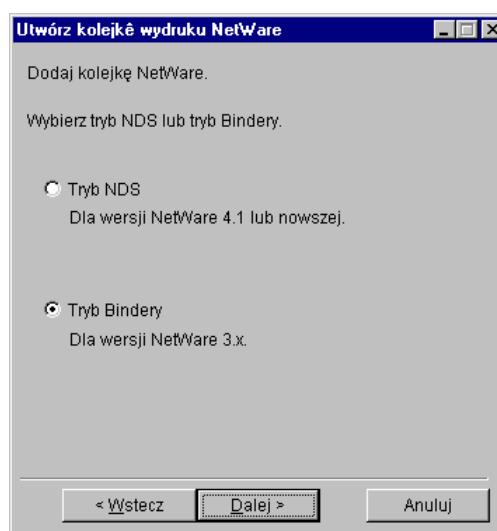 Utwórz kolejkê wydruku NetWare
Dodaj kolejkę NetWare.
Wybierz tryb NDS lub tryb Bindery.
Tryb NDS
Dla wersji NetWare 4.1 lub nowszej.
Tryb Bindery
Dla wersji NetWare 3.x.
< Wstecz Dalej > Anuluj